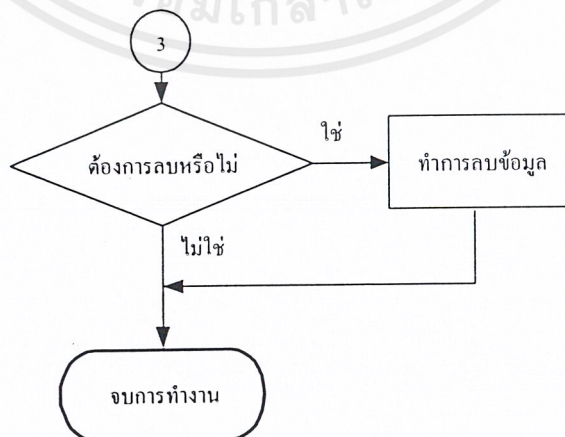 3
ใช่
ต้องการลบหรือไม่
ทำการลบข้อมูล
ไม่ใช่
จบการทำงาน